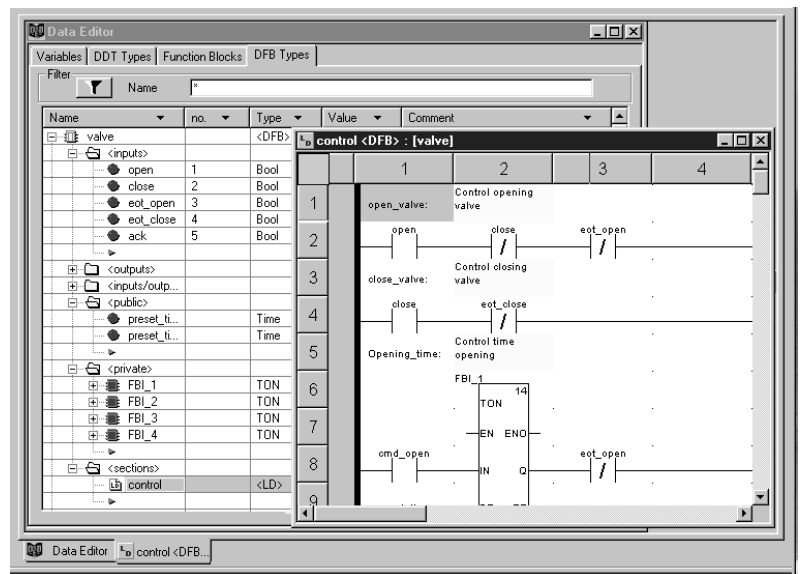 Data Editor
Variables DDT Types Function Blocks DFB Types
Filter
Name *
Name no. Type Value Comment
valve <DFB>
<inputs>
open 1 Bool
close 2 Bool
eot_open 3 Bool
eot_close 4 Bool
ack 5 Bool
<outputs>
<inputs/outp...
<public>
preset_ti... Time
preset_ti... Time
<private>
FBI_1 TON
FBI_2 TON
FBI_3 TON
FBI_4 TON
<sections>
control <LD>
control <DFB> : [valve]
1 2 3 4
1 open_valve: Control opening
valve
2 open close eot_open
3 close_valve: Control closing
valve
4 close eot_close
5 Opening_time: Control time
opening
6 FBI_1 14
TON
7 EN ENO
8 cmd_open IN Q eot_open
9
Data Editor control <DFB...